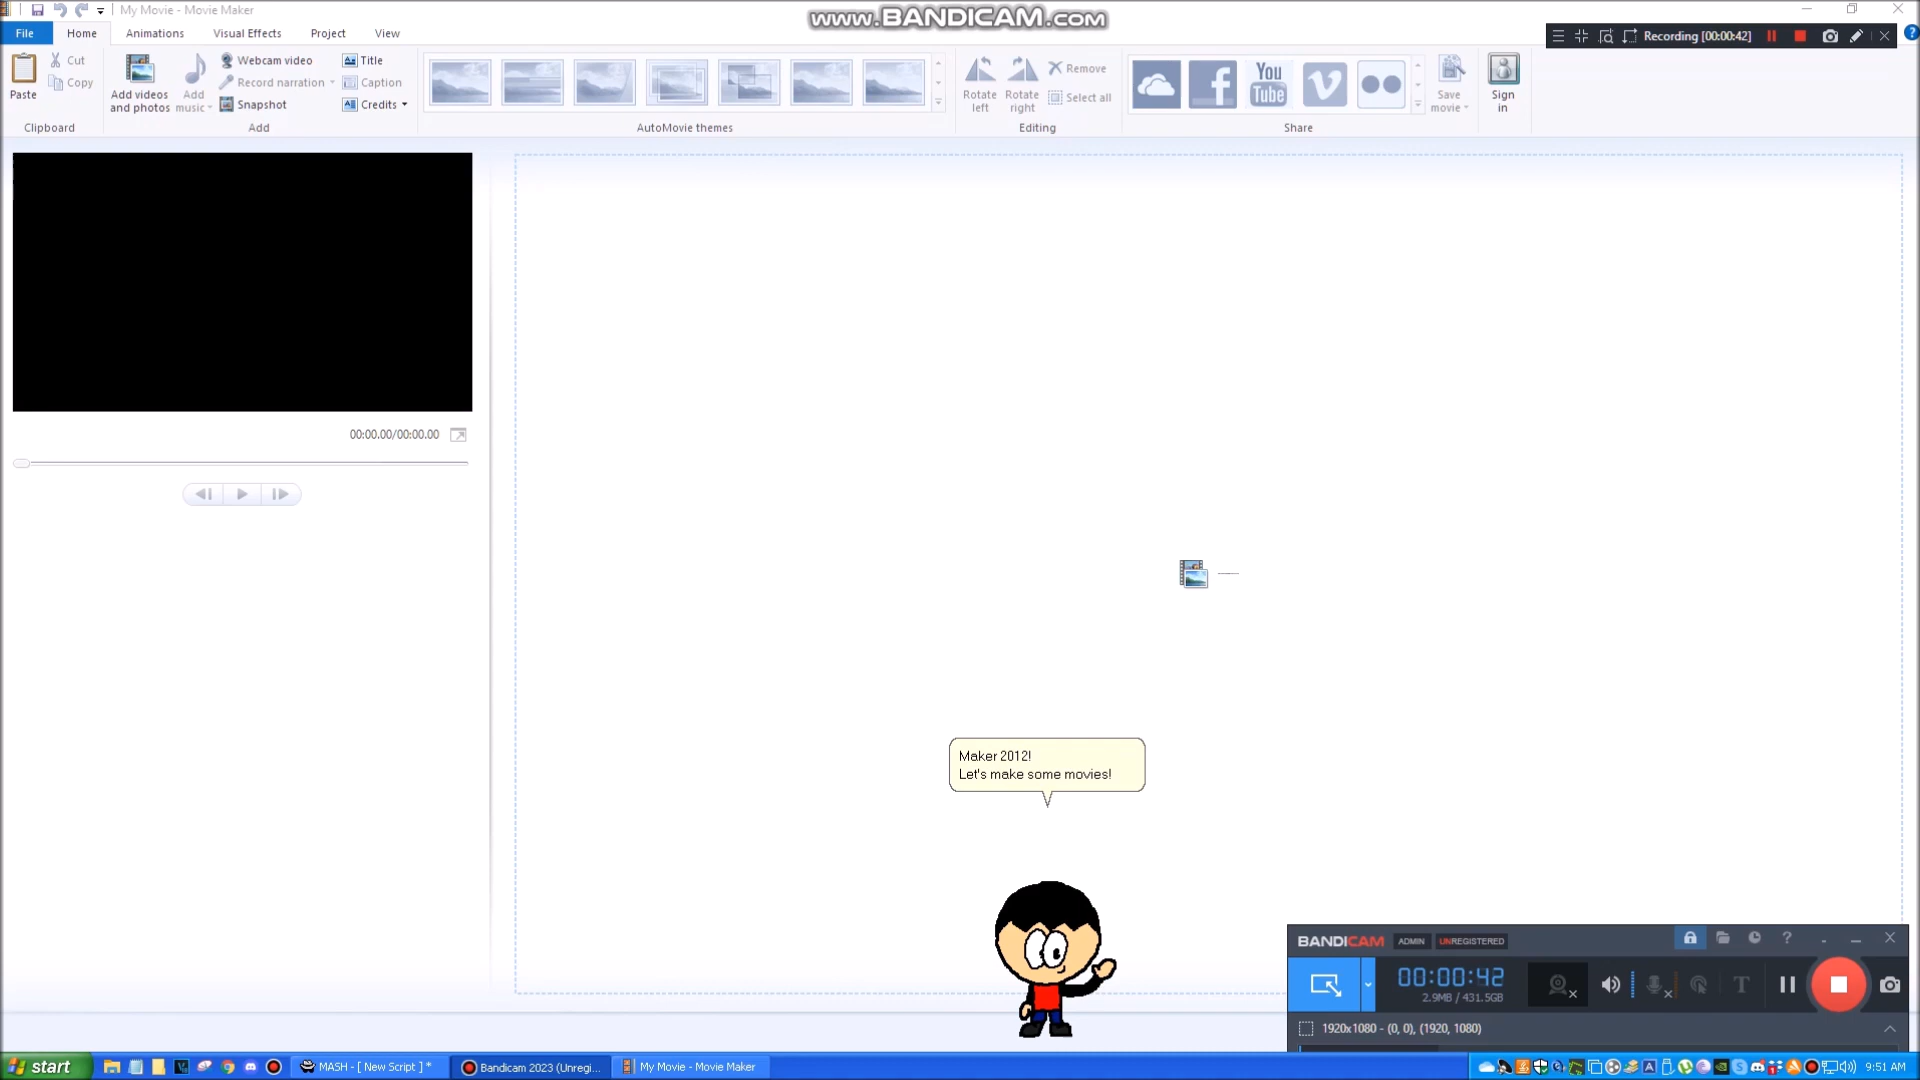 My Movie - Movie Maker
www.BANDICAM.com
File
Home
Animations
Visual Effects
Project
View
Recording [00:00:42]
Paste
Cut
Copy
Clipboard
Add videos
and photos
Add
music
Webcam video
Record narration
Snapshot
Title
Caption
Credits
Add
AutoMovie themes
Rotate
left
Rotate
right
Remove
Select all
Editing
You
Tube
Share
Save
movie
Sign
in
00:00.00/00:00.00
Maker 2012!
Let's make some movies!
BANDICAM
ADMIN
UNREGISTERED
00:00:42
2.9MB / 431.5GB
1920x1080 - (0, 0), (1920, 1080)
start
MASH - [ New Script ] *
Bandicam 2023 (Unregi...
My Movie - Movie Maker
9:51 AM